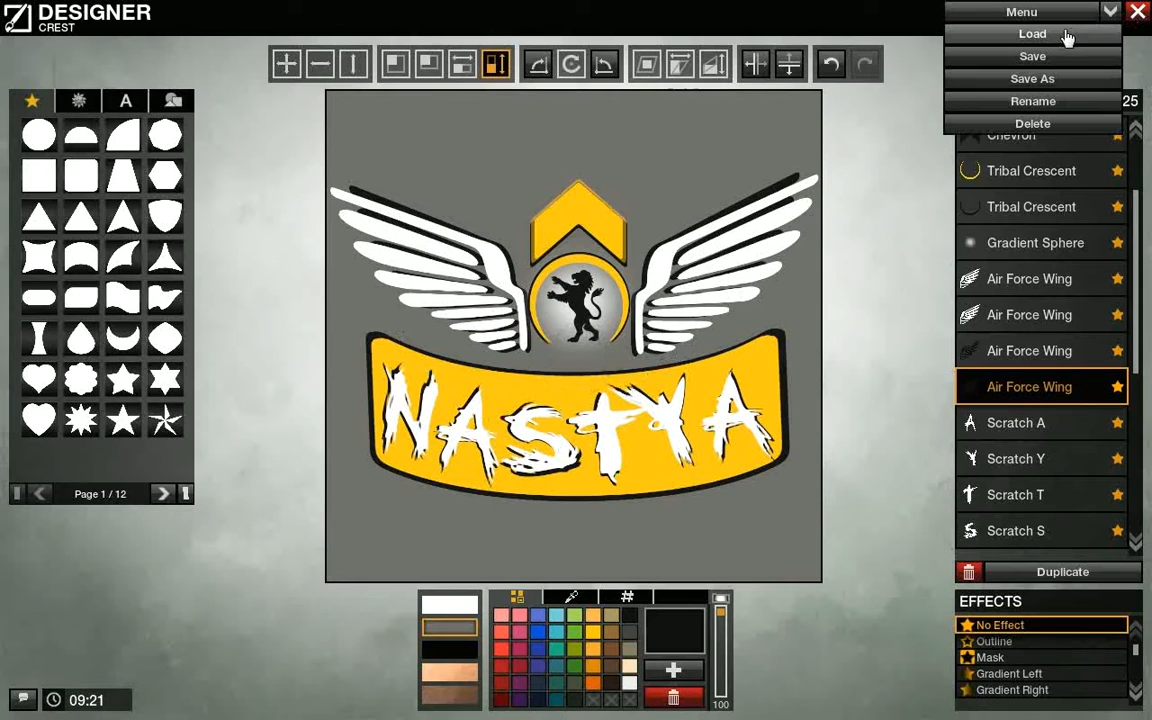 DESIGNER
CREST
Menu
Load
Save
Save As
Rename
Delete
25
A
Chevron
Tribal Crescent
Tribal Crescent
Gradient Sphere
Air Force Wing
Air Force Wing
Air Force Wing
Air Force Wing
Scratch A
Scratch Y
Scratch T
Scratch S
NASTYA
Page 1 / 12
Duplicate
EFFECTS
No Effect
Outline
Mask
Gradient Left
Gradient Right
#
100
09:21